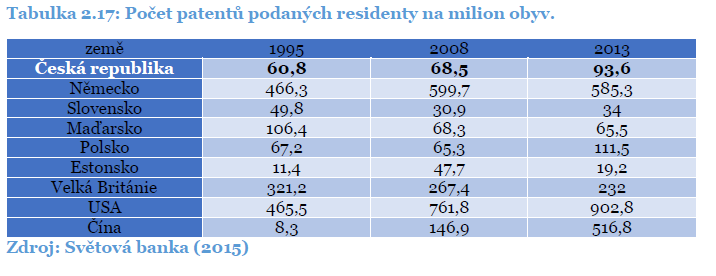 Tabulka 2.17: Počet patentů podaných residenty na milion obyv.
země 1995 2008 2013
Česká republika 60,8 68,5 93,6
Německo 466,3 599,7 585,3
Slovensko 49,8 30,9 34
Maďarsko 106,4 68,3 65,5
Polsko 67,2 65,3 111,5
Estonsko 11,4 47,7 19,2
Velká Británie 321,2 267,4 232
USA 465,5 761,8 902,8
Čína 8,3 146,9 516,8
Zdroj: Světová banka (2015)